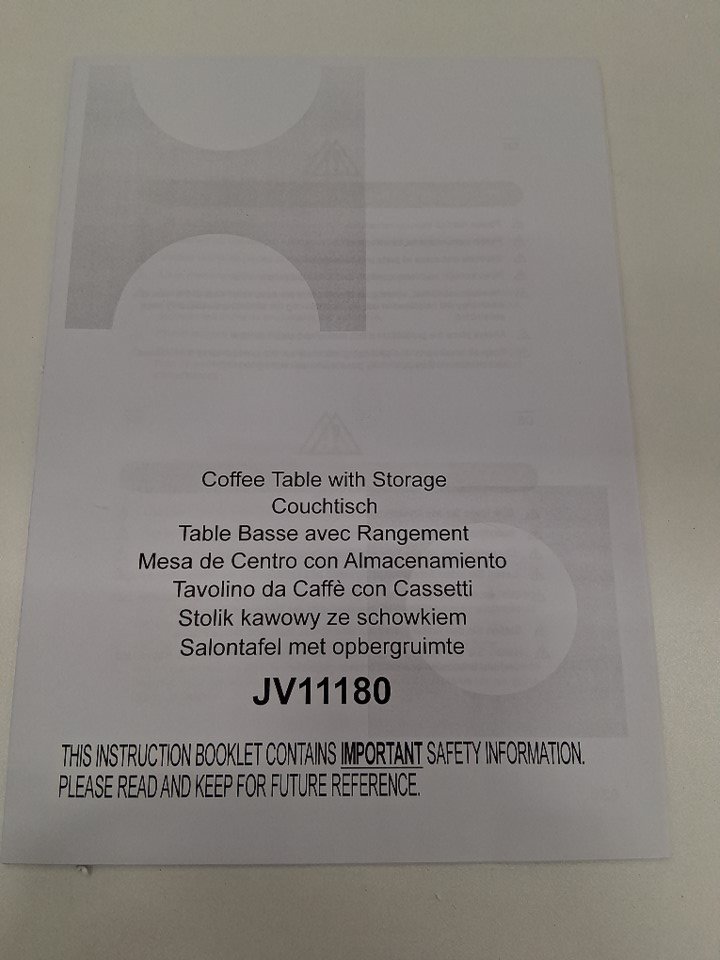 Coffee Table with Storage
Couchtisch
Table Basse avec Rangement
Mesa de Centro con Almacenamiento
Tavolino da Caffè con Cassetti
Stolik kawowy ze schowkiem
Salontafel met opbergruimte
JV11180
THIS INSTRUCTION BOOKLET CONTAINS IMPORTANT SAFETY INFORMATION.
PLEASE READ AND KEEP FOR FUTURE REFERENCE.